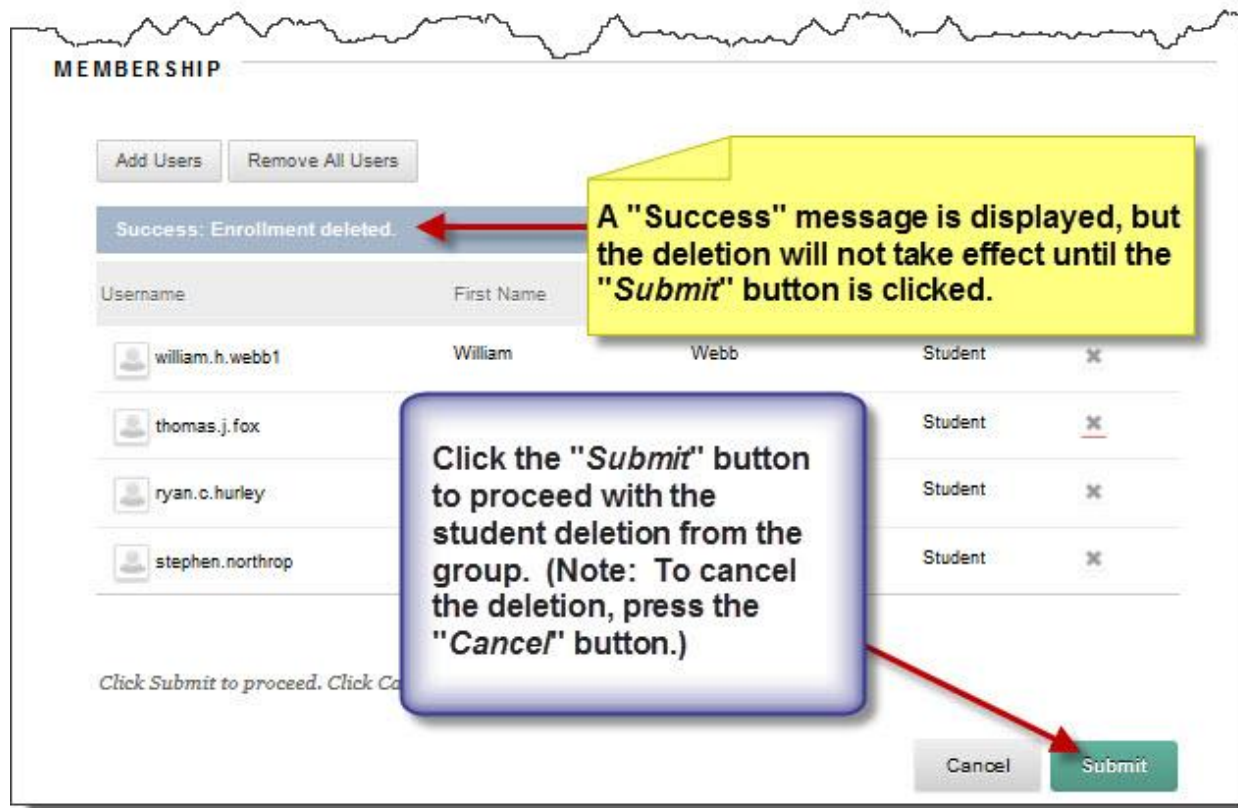 MEMBERSHIP
Add Users Remove All Users
Success: Enrollment deleted.
A "Success" message is displayed, but
the deletion will not take effect until the
"Submit" button is clicked.
Username First Name
william.h.webb1 William Webb Student
thomas.j.fox Student
ryan.c.hurley Student
stephen.northrop Student
Click the "Submit" button
to proceed with the
student deletion from the
group. (Note: To cancel
the deletion, press the
"Cancel" button.)
Click Submit to proceed. Click Ca
Cancel Submit